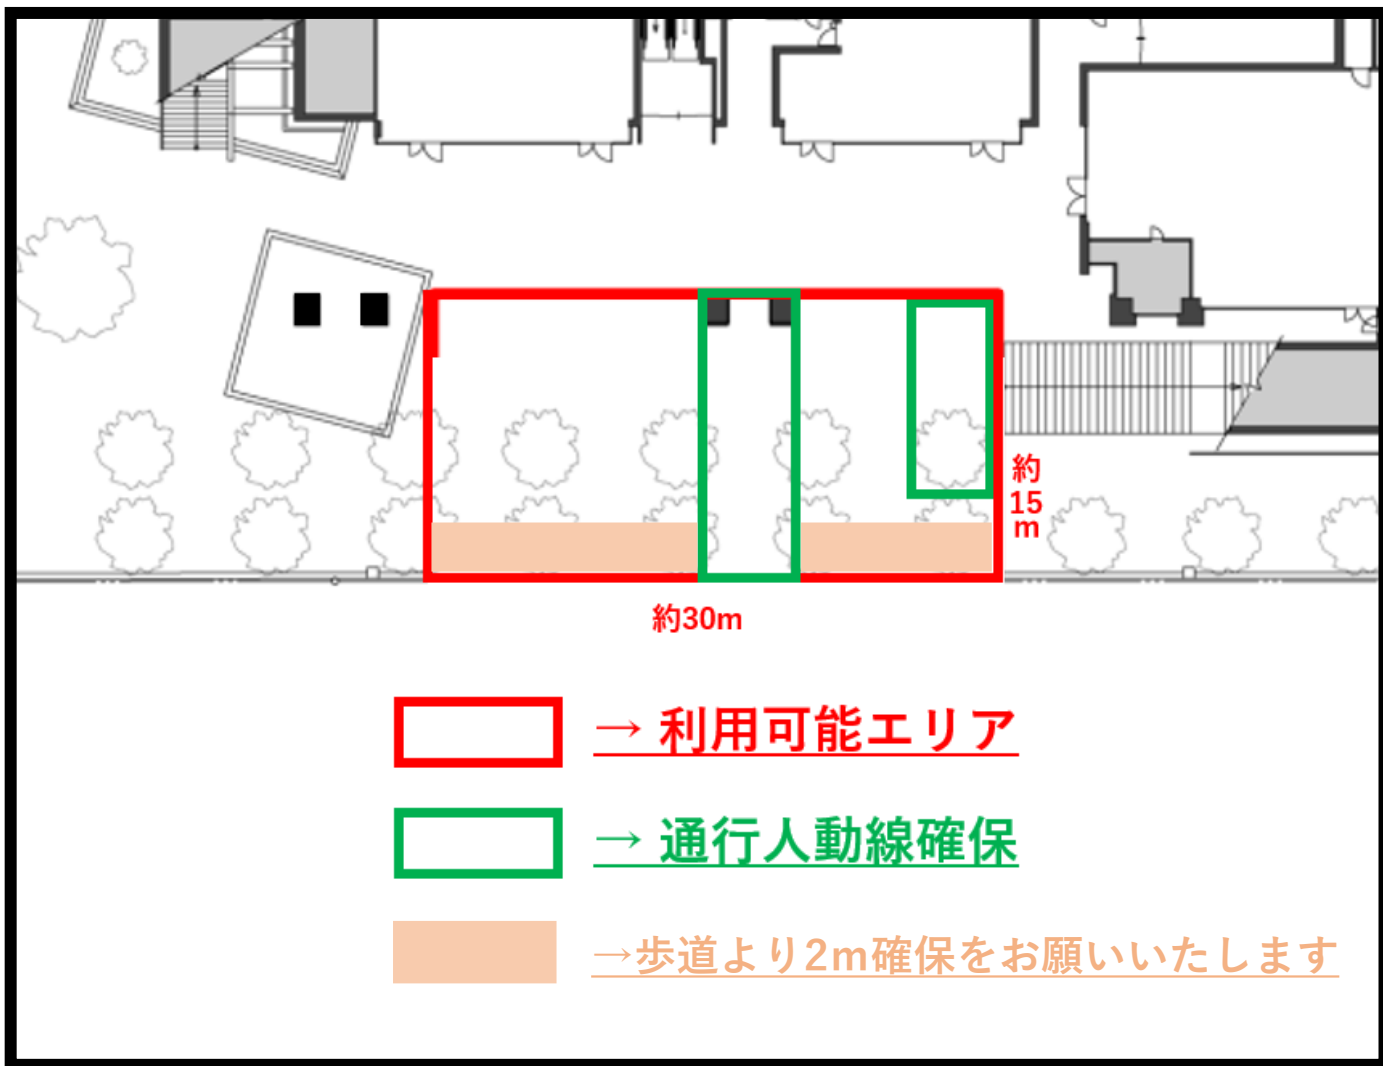 約
15
m
約30m
→ 利用可能エリア
→ 通行人動線確保
→歩道より2m確保をお願いいたします